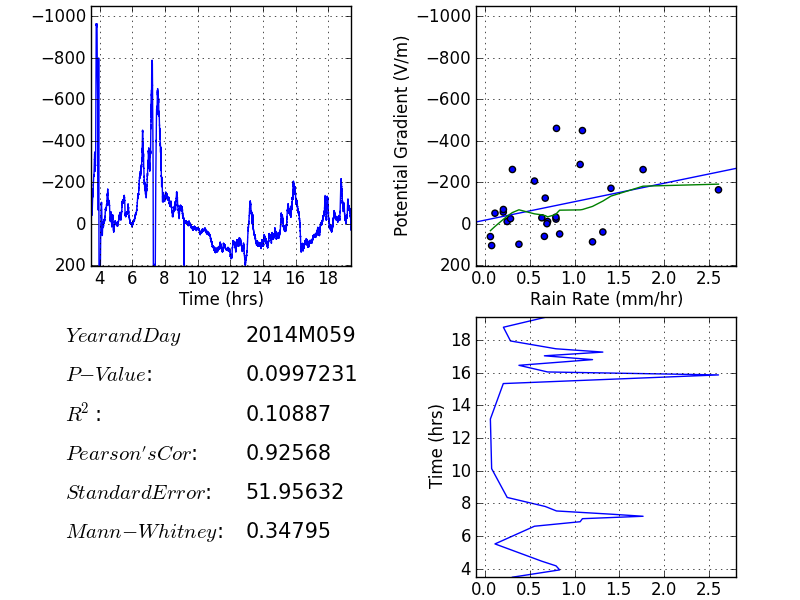 −1000
−800
−600
−400
−200
0
200
4 6 8 10 12 14 16 18
Time (hrs)
Potential Gradient (V/m)
−1000
−800
−600
−400
−200
0
200
0.0 0.5 1.0 1.5 2.0 2.5
Rain Rate (mm/hr)
YearandDay 2014M059
P−Value: 0.0997231
R²: 0.10887
Pearson'sCor: 0.92568
StandardError: 51.95632
Mann−Whitney: 0.34795
Time (hrs)
18
16
14
12
10
8
6
4
0.0 0.5 1.0 1.5 2.0 2.5